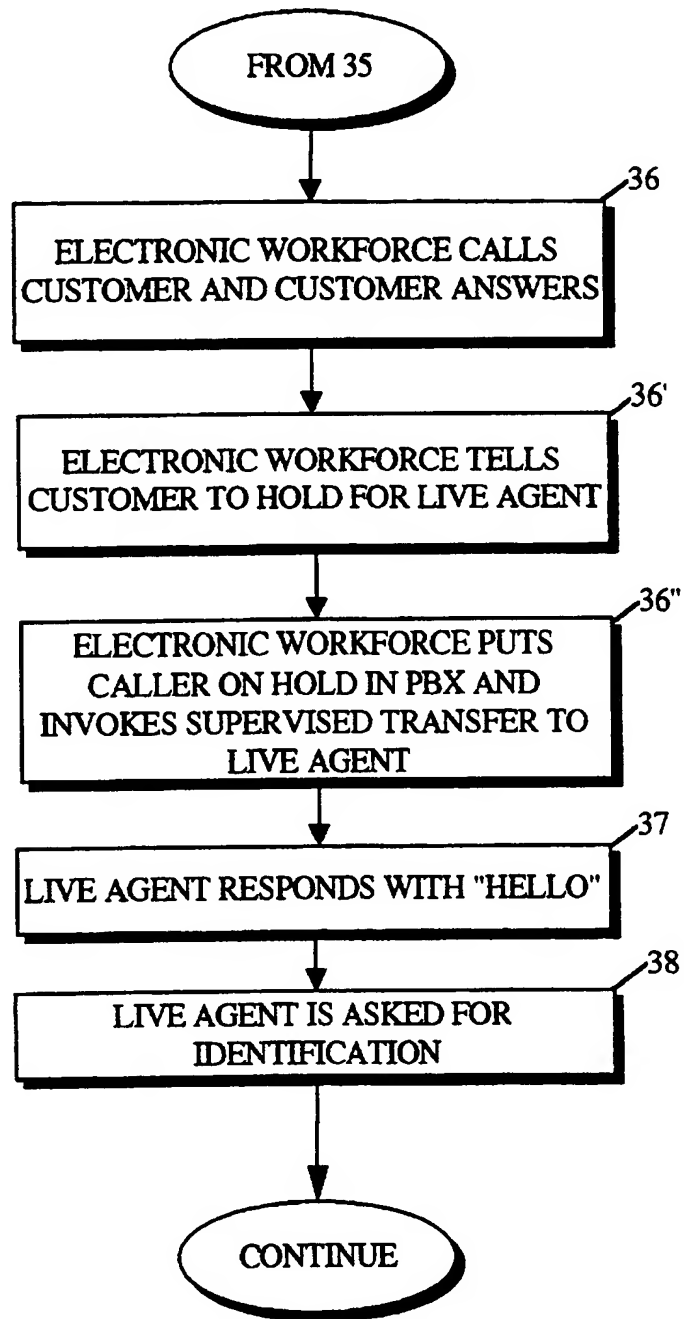 FROM 35
36
ELECTRONIC WORKFORCE CALLS
CUSTOMER AND CUSTOMER ANSWERS
36'
ELECTRONIC WORKFORCE TELLS
CUSTOMER TO HOLD FOR LIVE AGENT
36"
ELECTRONIC WORKFORCE PUTS
CALLER ON HOLD IN PBX AND
INVOKES SUPERVISED TRANSFER TO
LIVE AGENT
37
LIVE AGENT RESPONDS WITH "HELLO"
38
LIVE AGENT IS ASKED FOR
IDENTIFICATION
CONTINUE